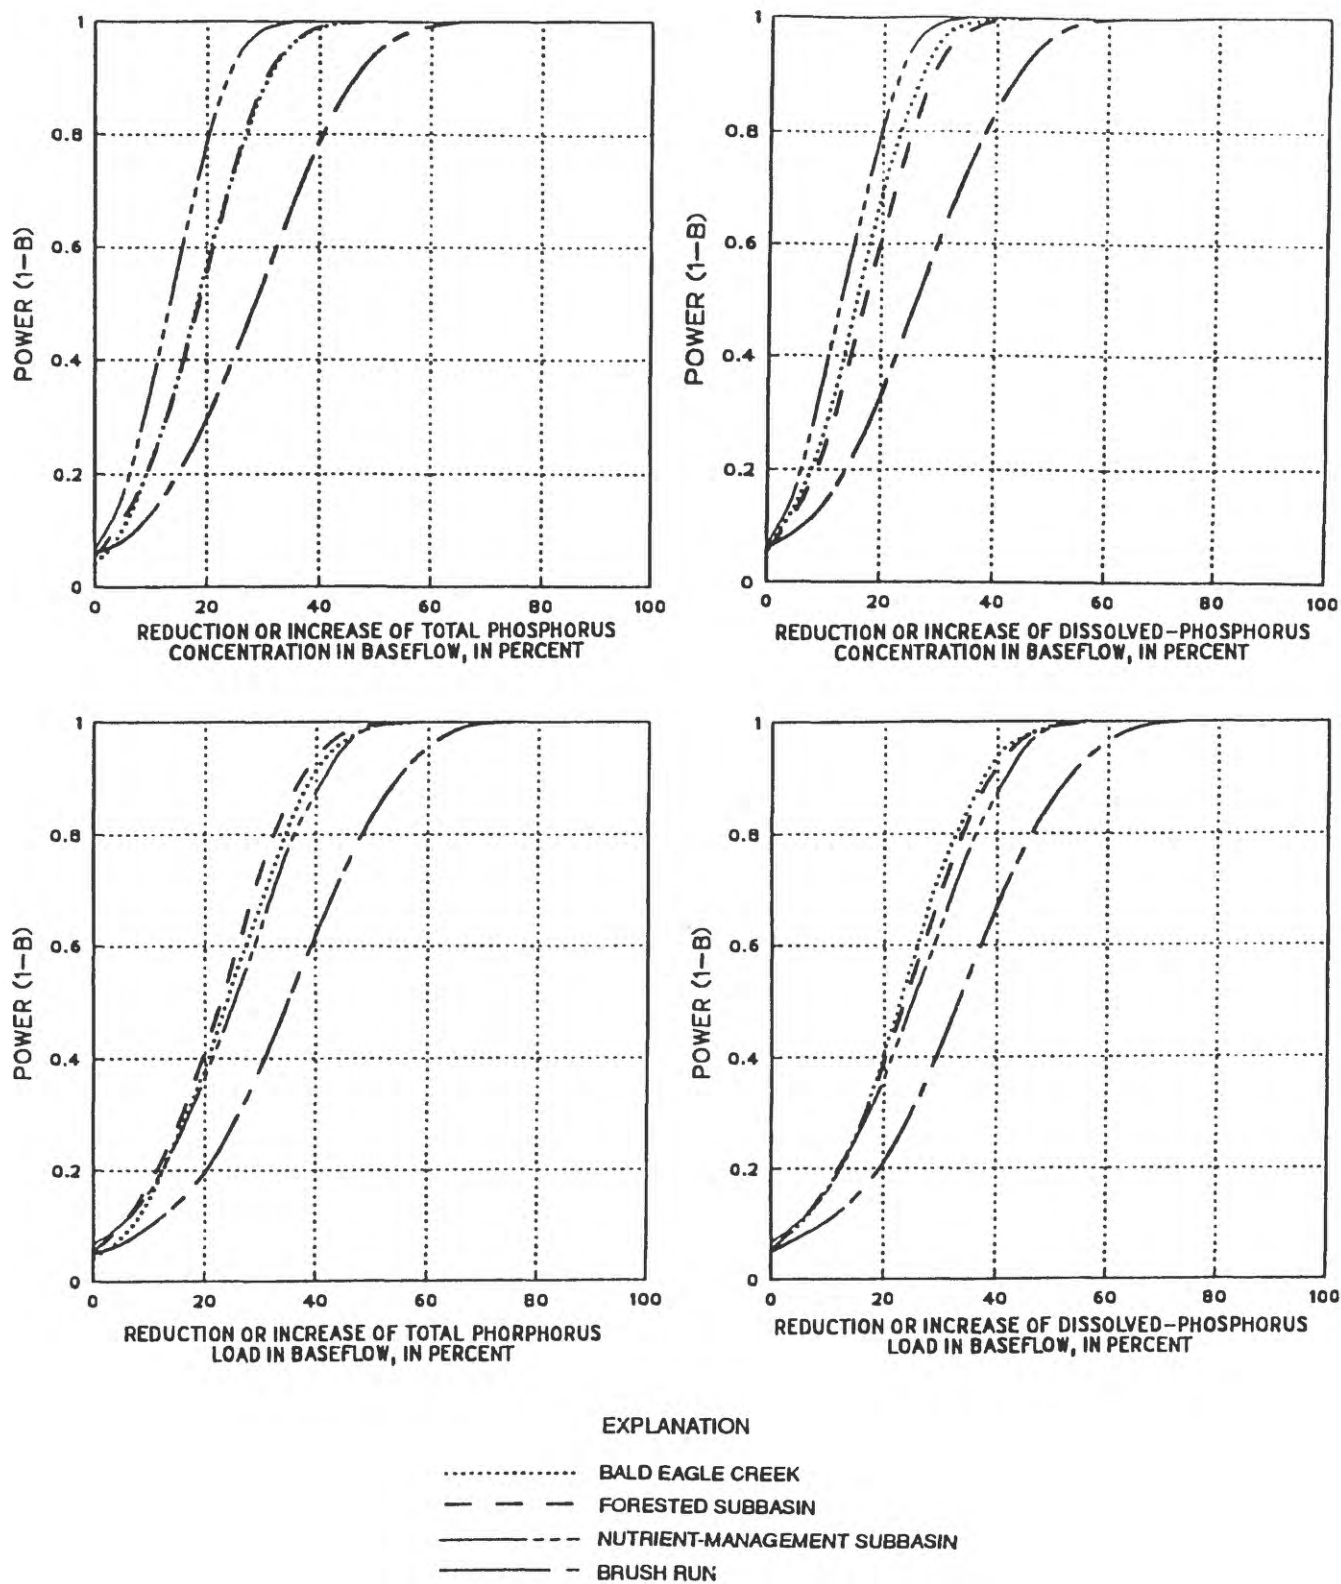 1
0.8
0.6
0.4
0.2
0
POWER (1–B)
0 20 40 60 80 100
REDUCTION OR INCREASE OF TOTAL PHOSPHORUS
CONCENTRATION IN BASEFLOW, IN PERCENT
1
0.8
0.6
0.4
0.2
0
POWER (1–B)
0 20 40 60 80 100
REDUCTION OR INCREASE OF DISSOLVED–PHOSPHORUS
CONCENTRATION IN BASEFLOW, IN PERCENT
1
0.8
0.6
0.4
0.2
0
POWER (1–B)
0 20 40 60 80 100
REDUCTION OR INCREASE OF TOTAL PHORPHORUS
LOAD IN BASEFLOW, IN PERCENT
1
0.8
0.6
0.4
0.2
0
POWER (1–B)
0 20 40 60 80 100
REDUCTION OR INCREASE OF DISSOLVED–PHOSPHORUS
LOAD IN BASEFLOW, IN PERCENT
EXPLANATION
BALD EAGLE CREEK
FORESTED SUBBASIN
NUTRIENT-MANAGEMENT SUBBASIN
BRUSH RUN